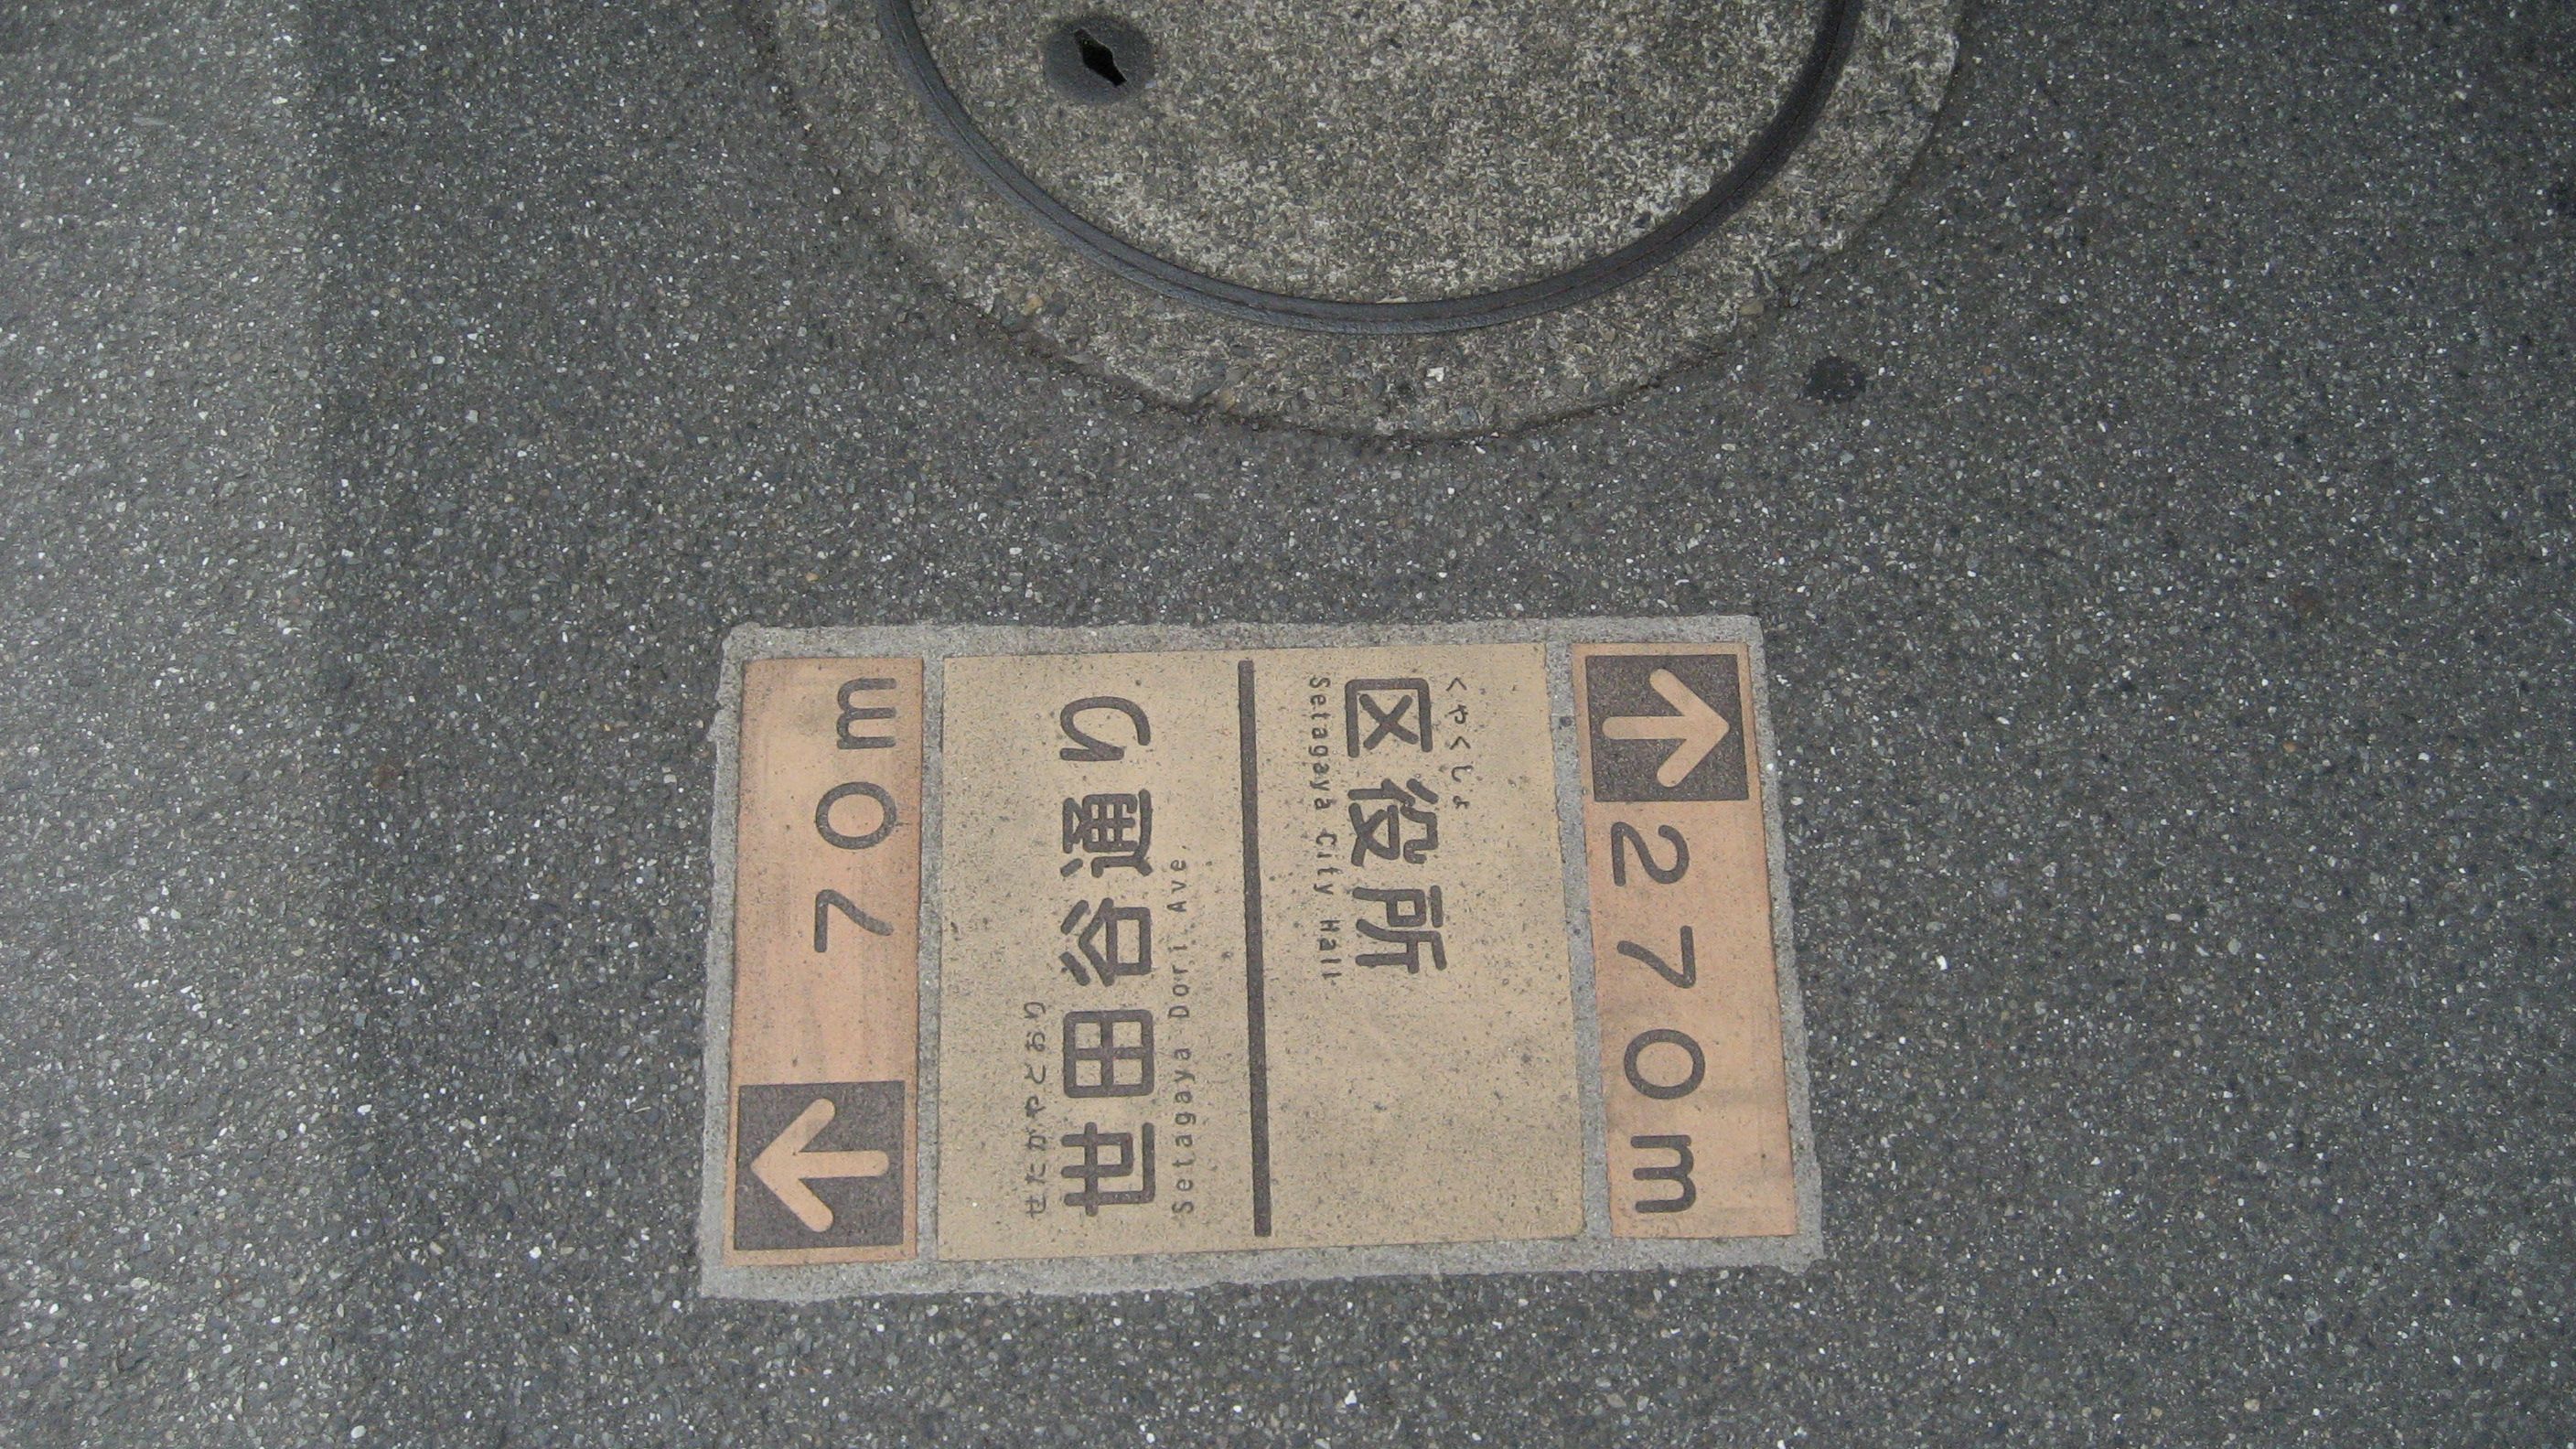 ↑270m
くやくしょ
区役所
Setagaya City Hall
せたがやどおり
世田谷通り
Setagaya Dori Ave.
↑70m